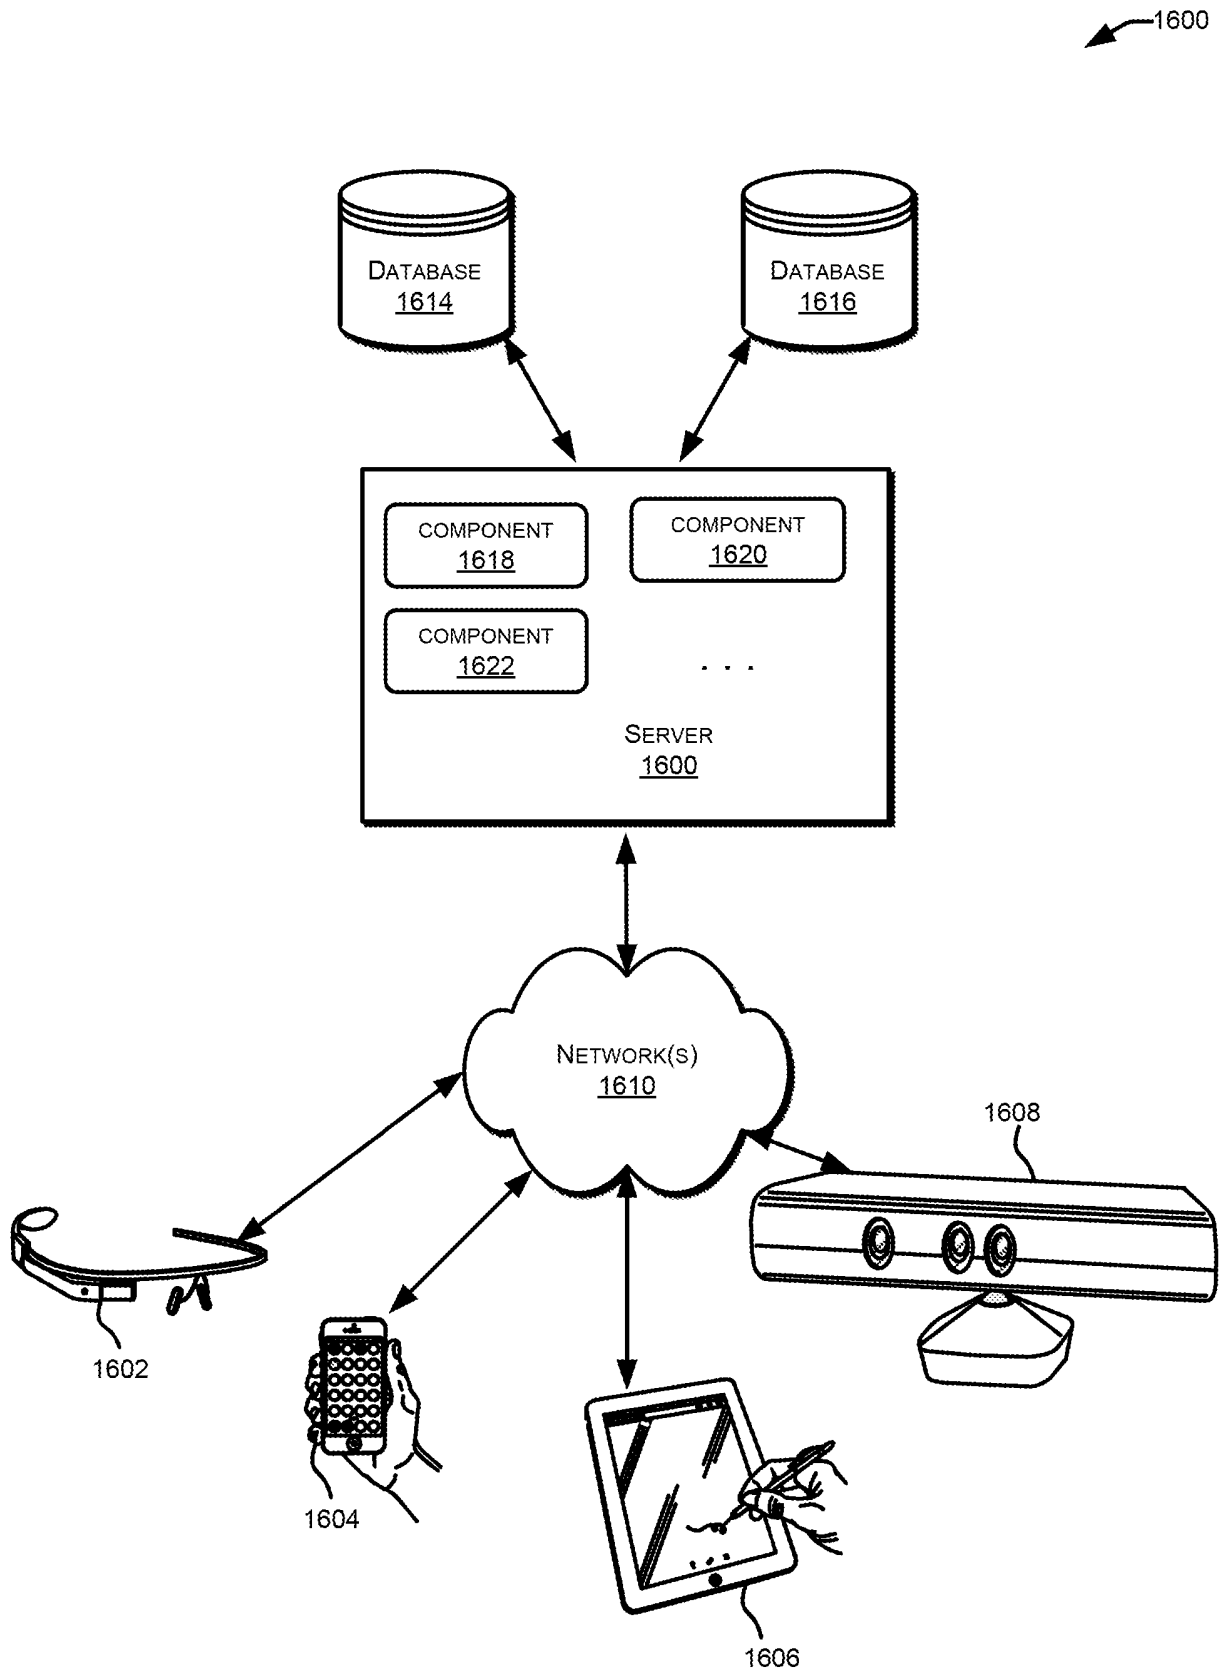 1600
DATABASE
1614
DATABASE
1616
COMPONENT
1618
COMPONENT
1620
COMPONENT
1622
. . .
SERVER
1600
NETWORK(S)
1610
1608
1602
1604
1606